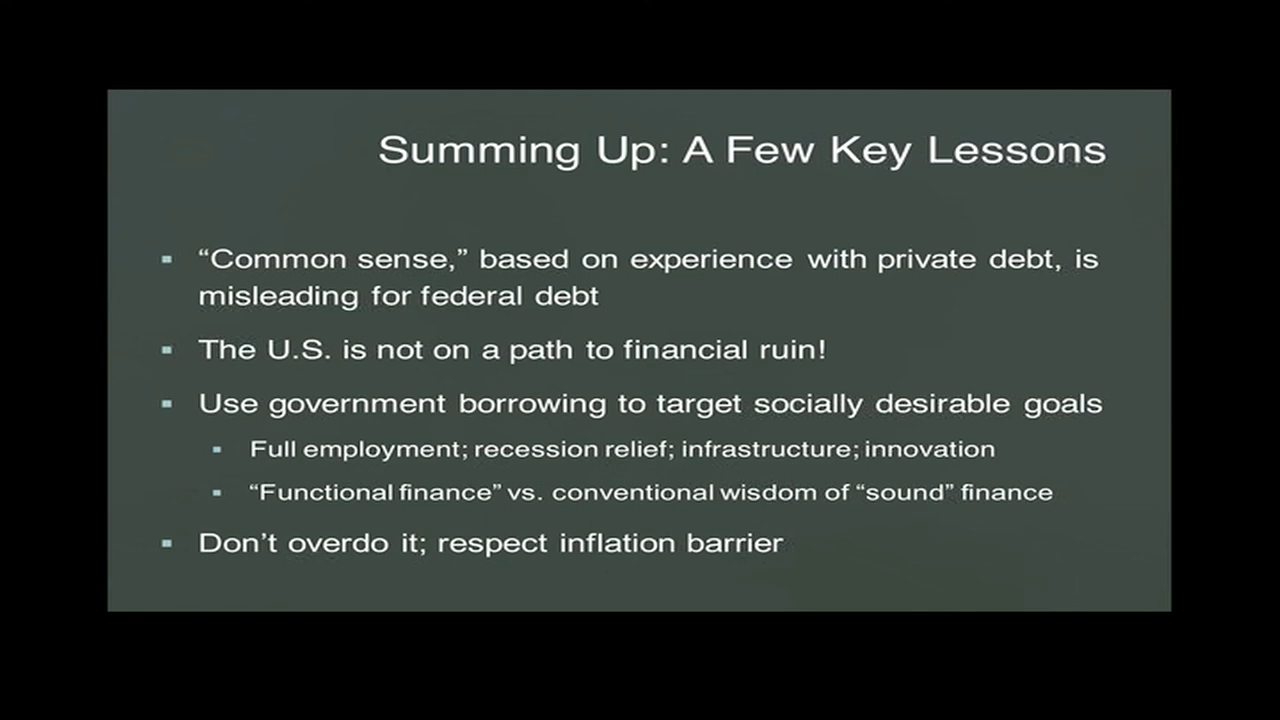 Summing Up: A Few Key Lessons
“Common sense,” based on experience with private debt, is
misleading for federal debt
The U.S. is not on a path to financial ruin!
Use government borrowing to target socially desirable goals
Full employment; recession relief; infrastructure; innovation
“Functional finance” vs. conventional wisdom of “sound” finance
Don’t overdo it; respect inflation barrier